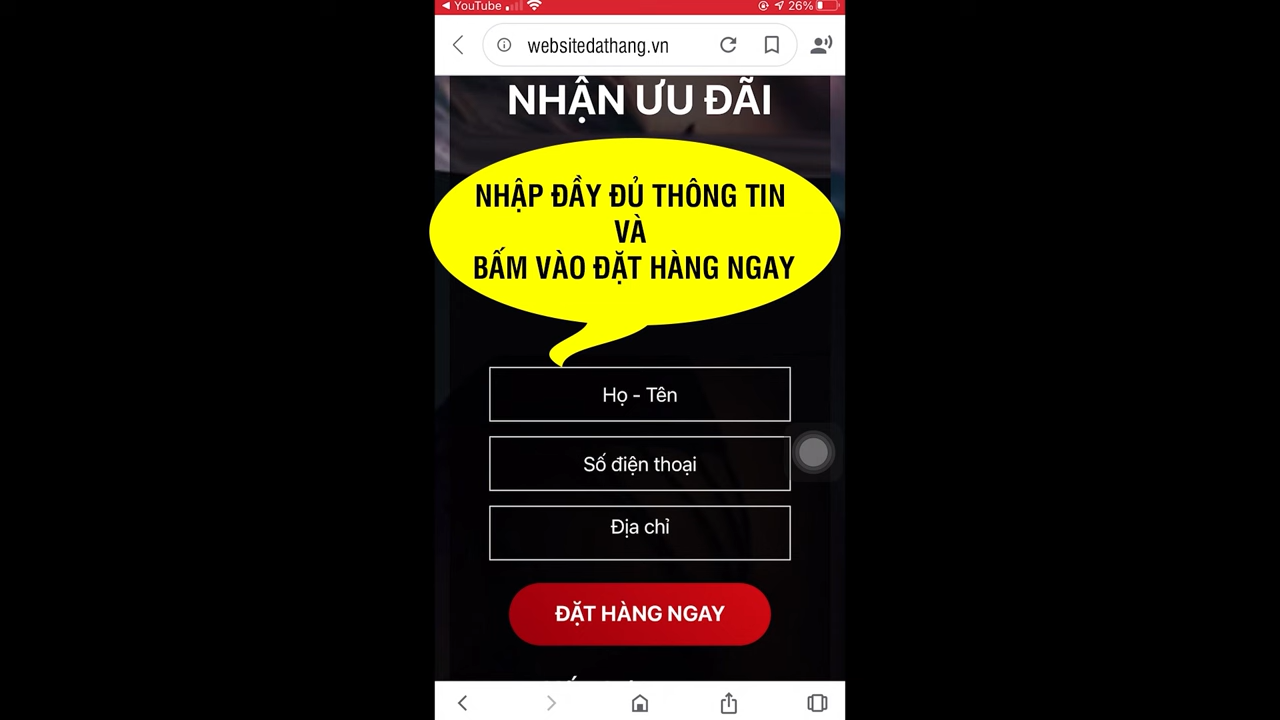 YouTube
26%
websitedathang.vn
NHẬN ƯU ĐÃI
NHẬP ĐẦY ĐỦ THÔNG TIN
VÀ
BẤM VÀO ĐẶT HÀNG NGAY
Họ - Tên
Số điện thoại
Địa chỉ
ĐẶT HÀNG NGAY